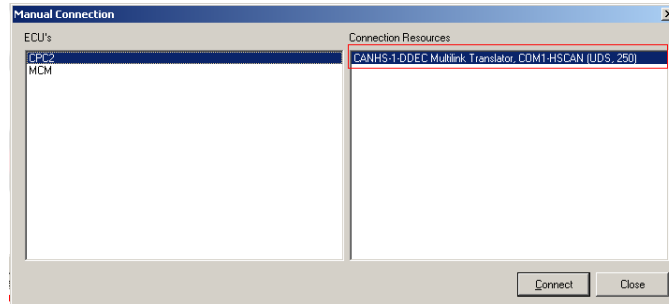 Manual Connection
ECU's
Connection Resources
CPC2
CANHS-1-DDEC Multilink Translator, COM1-HSCAN (UDS, 250)
MCM
Connect
Close